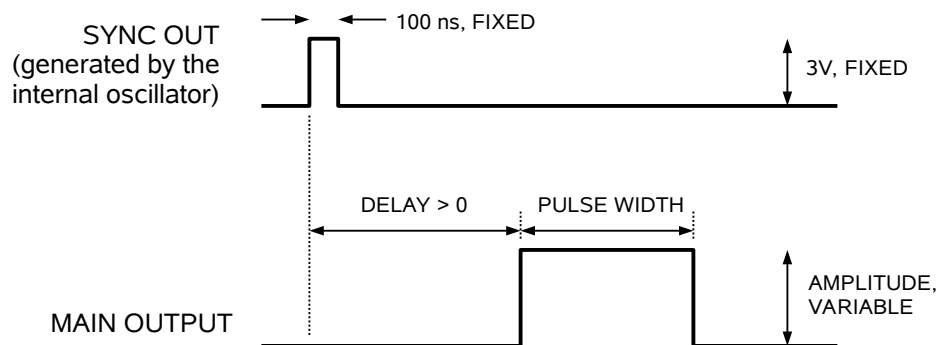 100 ns, FIXED
SYNC OUT
(generated by the
internal oscillator)
3V, FIXED
DELAY > 0
PULSE WIDTH
AMPLITUDE,
VARIABLE
MAIN OUTPUT